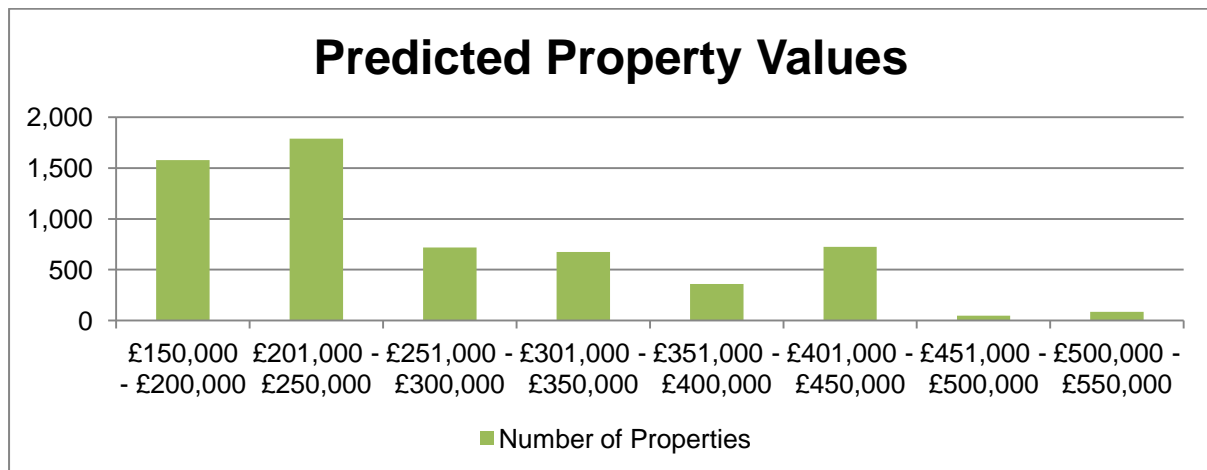 Predicted Property Values
2,000
1,500
1,000
500
0
£150,000 £201,000 - £251,000 - £301,000 - £351,000 - £401,000 - £451,000 - £500,000 -
- £200,000 £250,000 £300,000 £350,000 £400,000 £450,000 £500,000 £550,000
Number of Properties